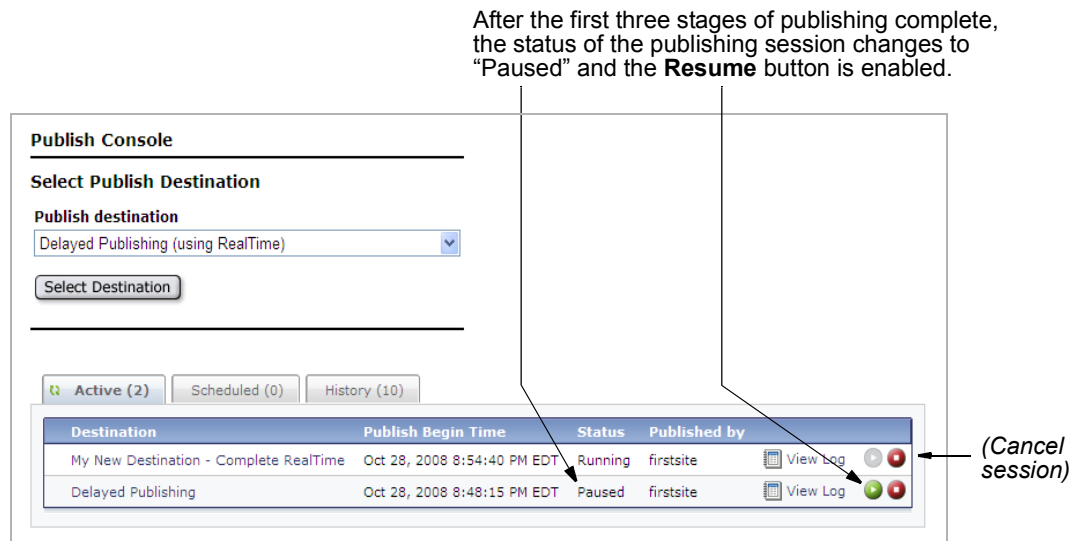 After the first three stages of publishing complete,
the status of the publishing session changes to
“Paused” and the Resume button is enabled.
Publish Console
Select Publish Destination
Publish destination
Delayed Publishing (using RealTime)
Select Destination
Active (2) Scheduled (0) History (10)
Destination Publish Begin Time Status Published by
My New Destination - Complete RealTime Oct 28, 2008 8:54:40 PM EDT Running firstsite View Log
(Cancel
session)
Delayed Publishing Oct 28, 2008 8:48:15 PM EDT Paused firstsite View Log